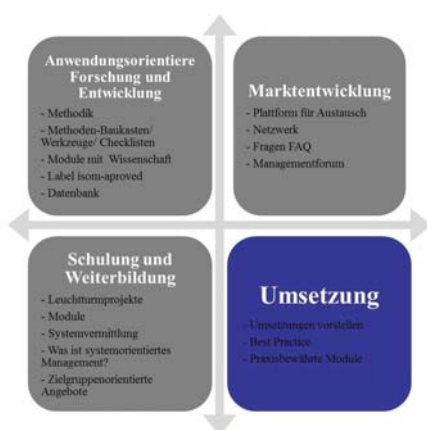 Anwendungsorientiere
Forschung und
Entwicklung
- Methodik
- Methoden-Baukasten/
Werkzeuge/ Checklisten
- Module mit Wissenschaft
- Label isom-aproved
- Datenbank
Marktentwicklung
- Plattform für Austausch
- Netzwerk
- Fragen FAQ
- Managementforum
Schulung und
Weiterbildung
- Leuchtturmprojekte
- Module
- Systemvermittlung
- Was ist systemorientiertes
Management?
- Zielgruppenorientierte
Angebote
Umsetzung
- Umsetzungen vorstellen
- Best Practice
- Praxisbewährte Module